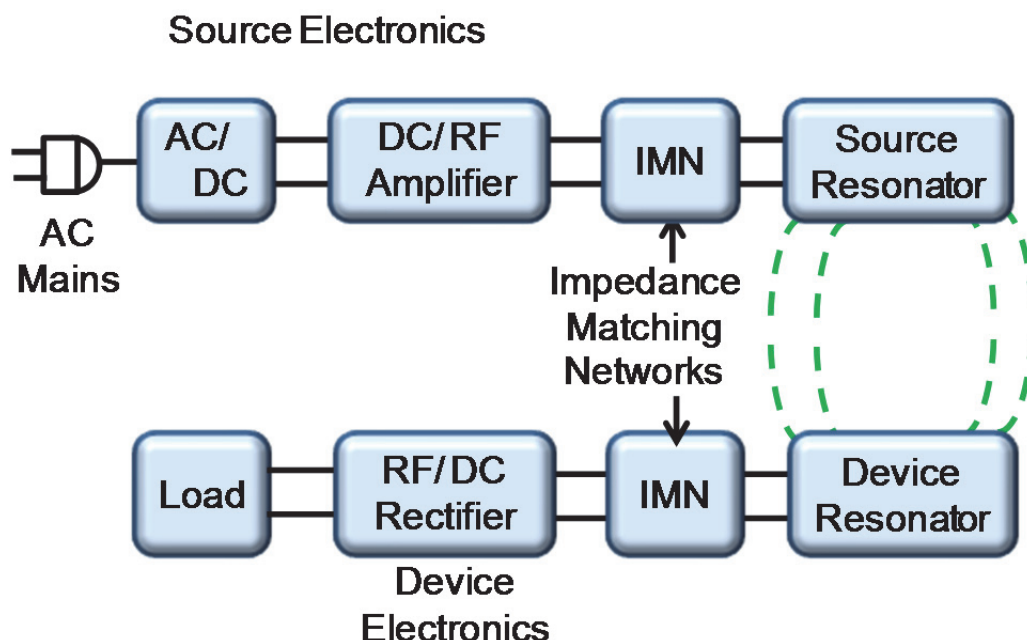 Source Electronics
AC/
DC
DC/RF
Amplifier
IMN
Source
Resonator
AC
Mains
Impedance
Matching
Networks
Load
RF/DC
Rectifier
IMN
Device
Resonator
Device
Electronics